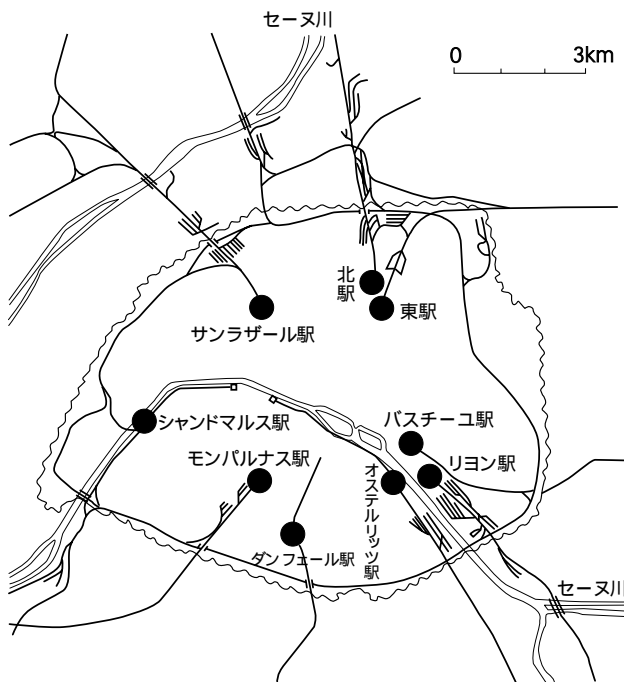 セーヌ川
0 3km
北駅
東駅
サンラザール駅
シャンドマルス駅
バスチーユ駅
モンパルナス駅
リヨン駅
オステルリッツ駅
ダンフェール駅
セーヌ川